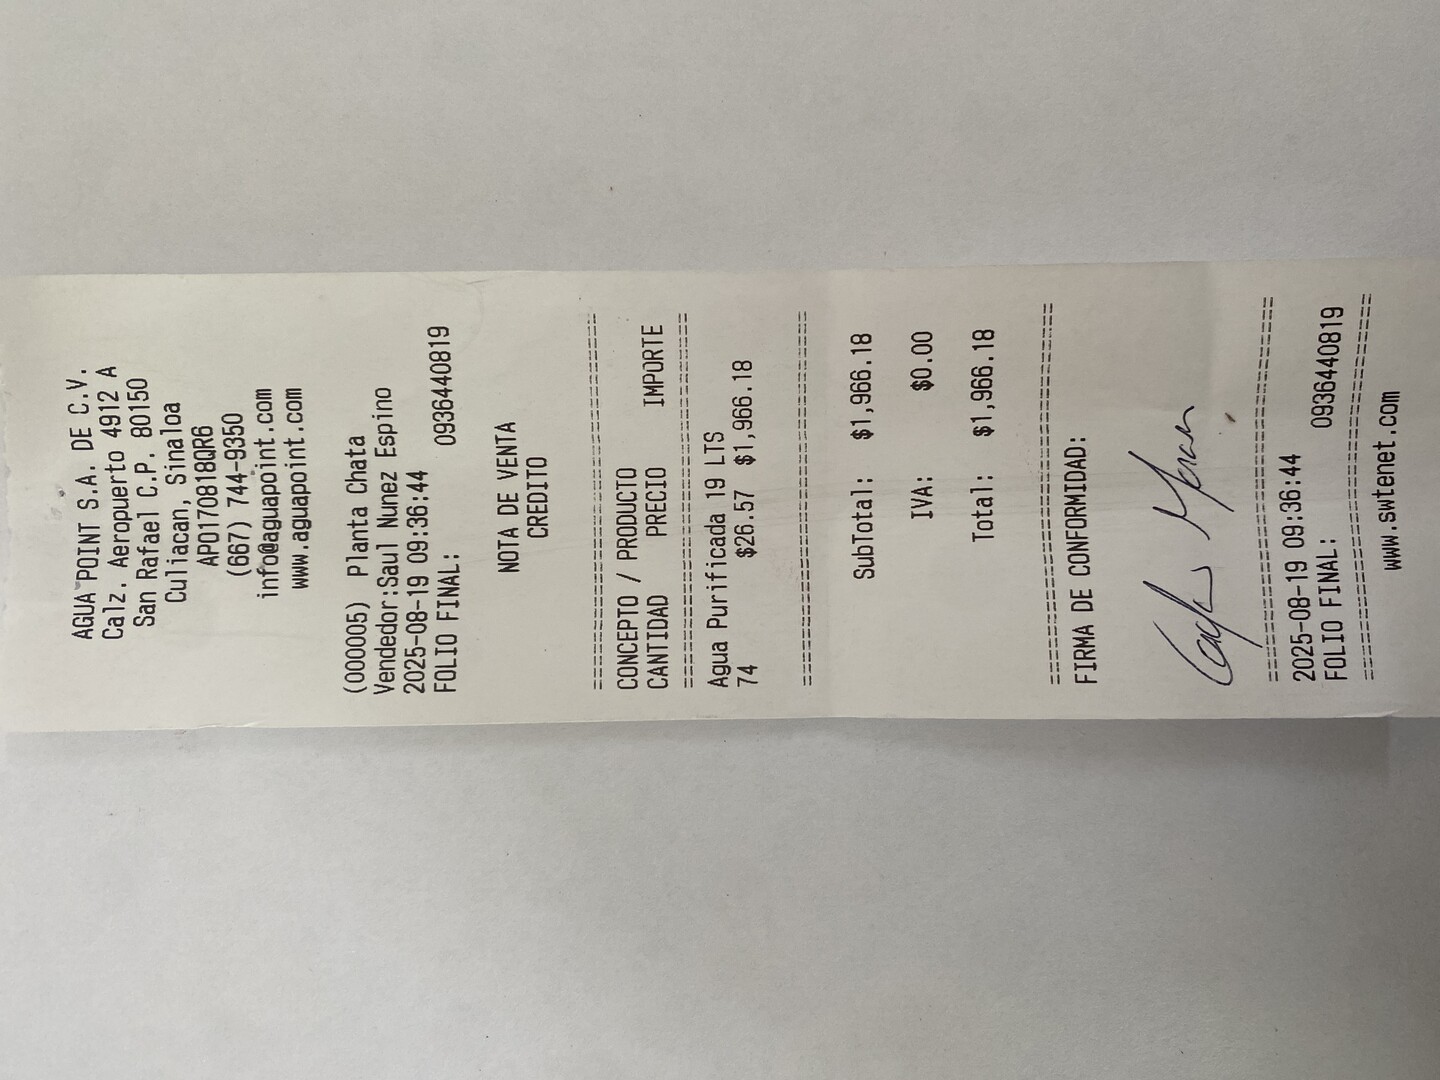 AGUA POINT S.A. DE C.V.
Calz. Aeropuerto 4912 A
San Rafael C.P. 80150
Culiacan, Sinaloa
APO170818QR6
(667) 744-9350
info@aguapoint.com
www.aguapoint.com
(000005) Planta Chata
Vendedor:Saul Nunez Espino
2025-08-19 09:36:44
FOLIO FINAL: 0936440819
NOTA DE VENTA
CREDITO
CONCEPTO / PRODUCTO
CANTIDAD PRECIO IMPORTE
Agua Purificada 19 LTS
74 $26.57 $1,966.18
SubTotal: $1,966.18
IVA: $0.00
Total: $1,966.18
FIRMA DE CONFORMIDAD:
2025-08-19 09:36:44
FOLIO FINAL: 0936440819
www.swtenet.com